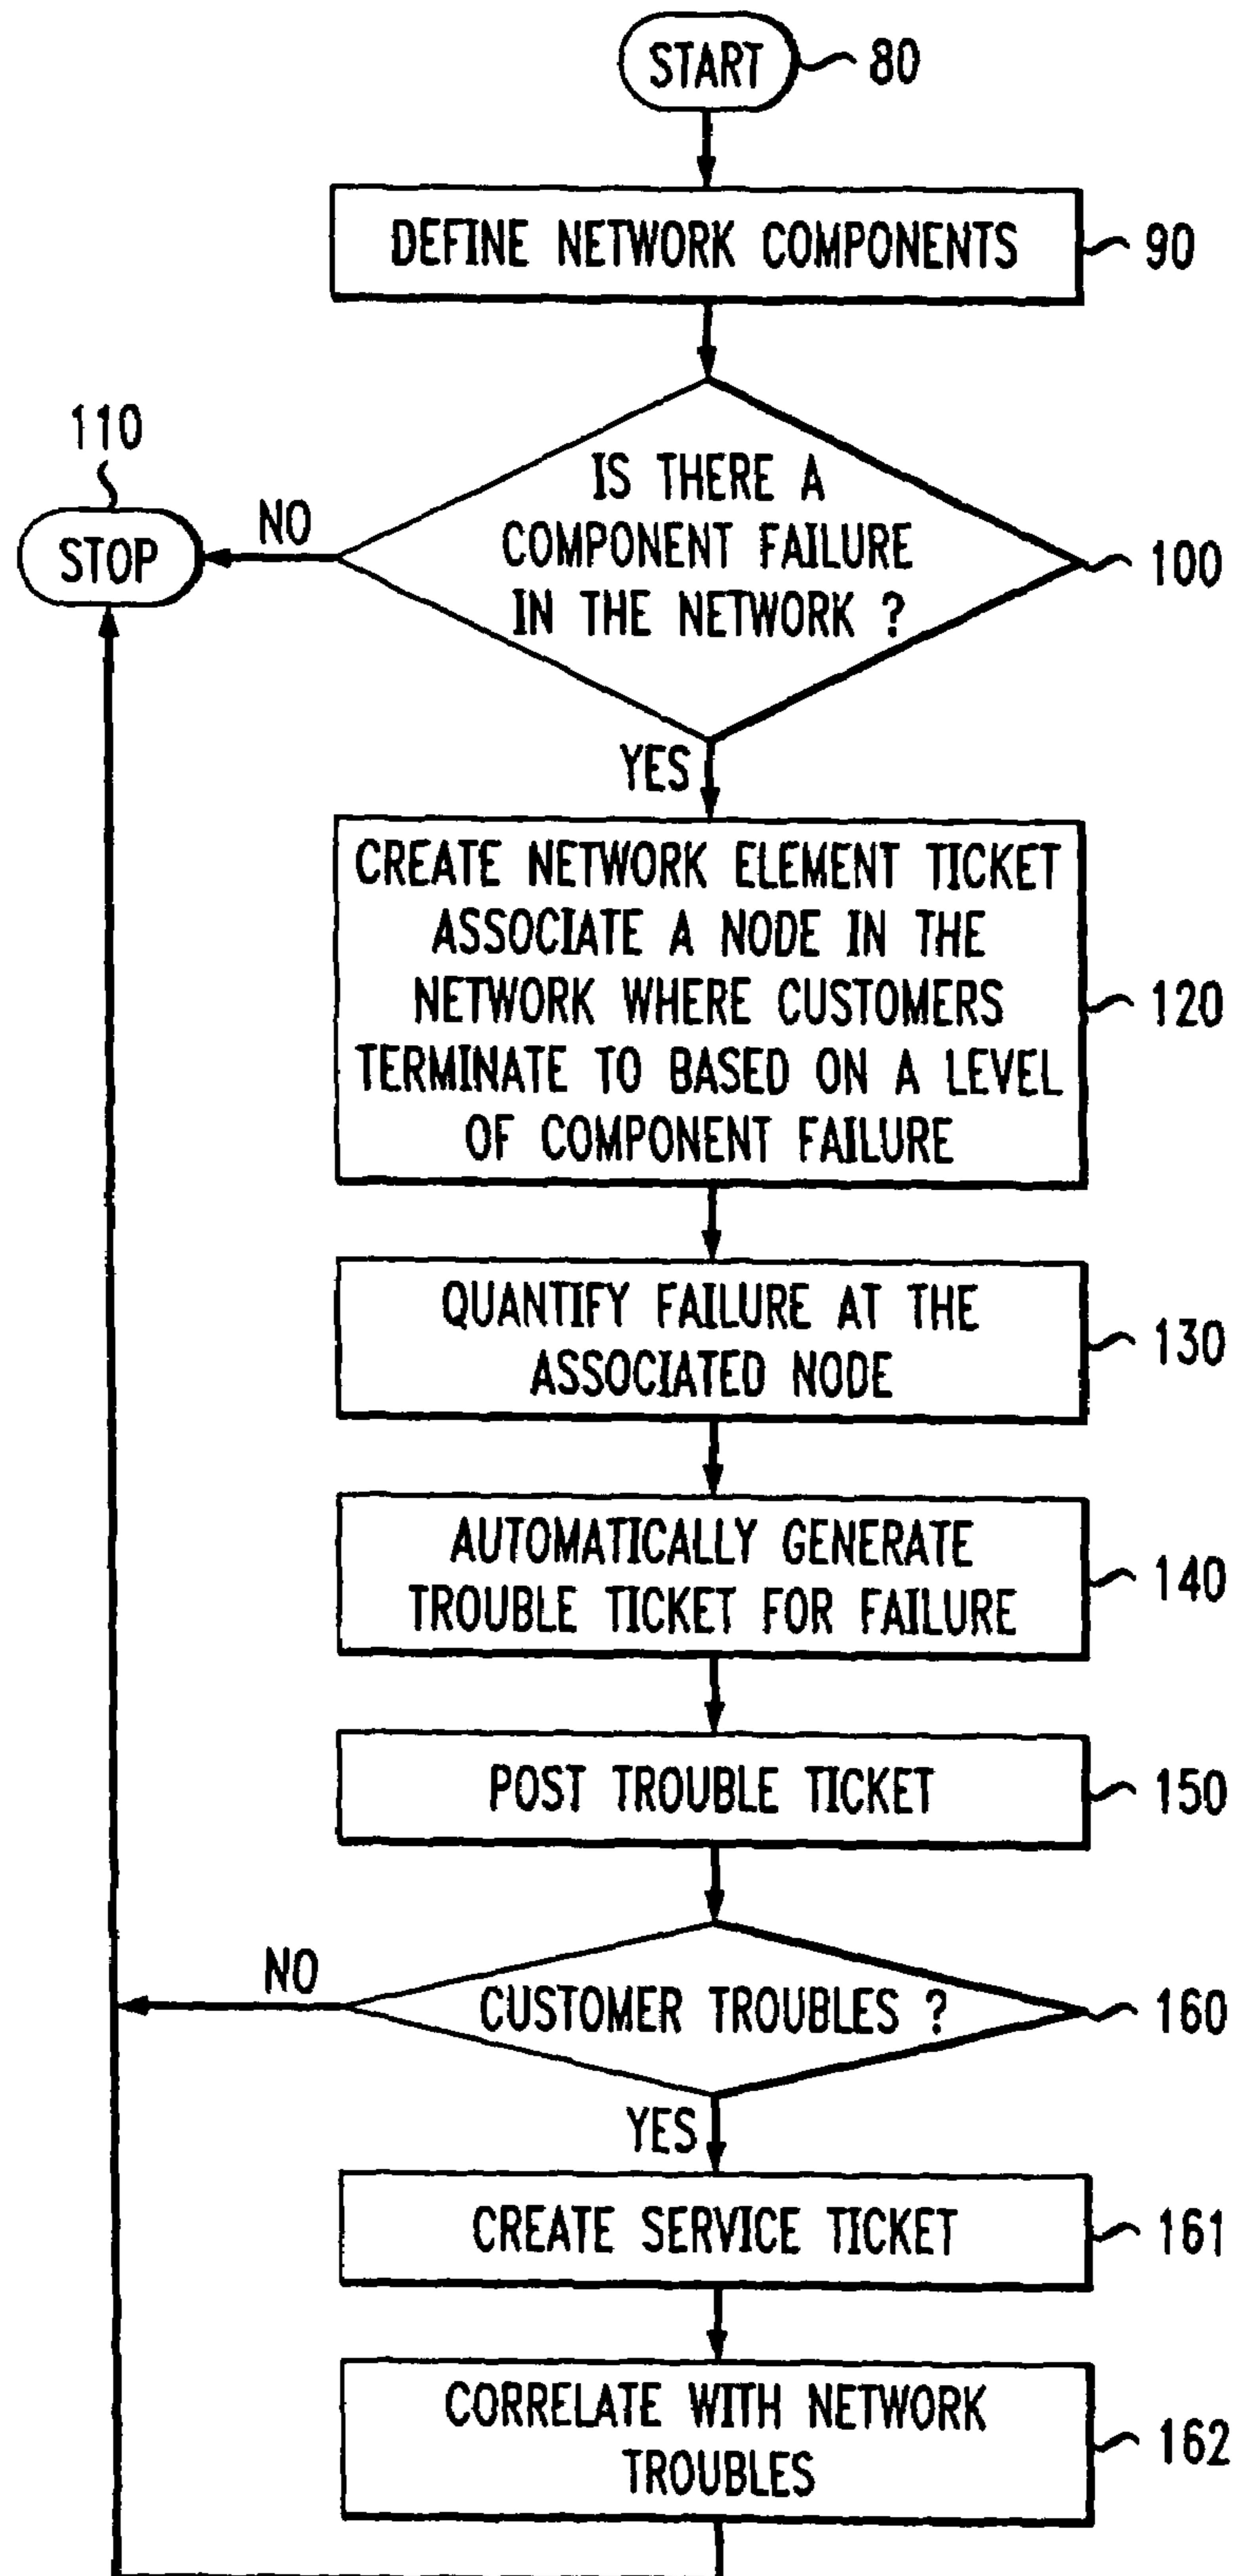 START
80
DEFINE NETWORK COMPONENTS
90
110
STOP
NO
IS THERE A
COMPONENT FAILURE
IN THE NETWORK ?
100
YES
CREATE NETWORK ELEMENT TICKET
ASSOCIATE A NODE IN THE
NETWORK WHERE CUSTOMERS
TERMINATE TO BASED ON A LEVEL
OF COMPONENT FAILURE
120
QUANTIFY FAILURE AT THE
ASSOCIATED NODE
130
AUTOMATICALLY GENERATE
TROUBLE TICKET FOR FAILURE
140
POST TROUBLE TICKET
150
NO
CUSTOMER TROUBLES ?
160
YES
CREATE SERVICE TICKET
161
CORRELATE WITH NETWORK
TROUBLES
162